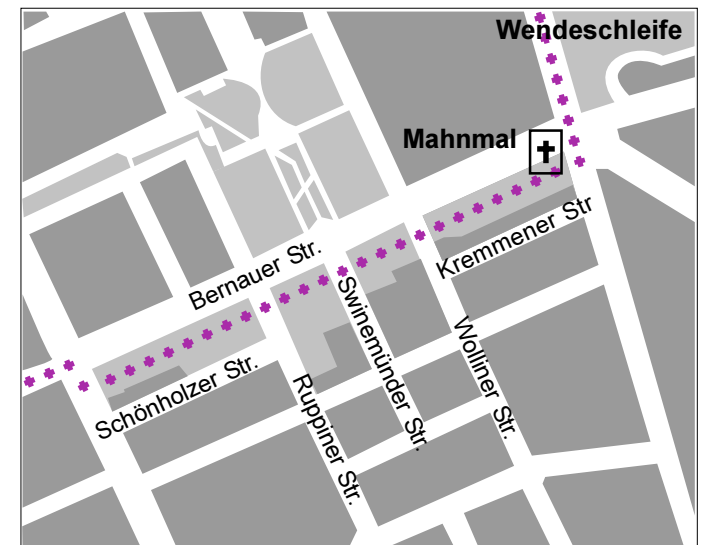 Wendeschleife
Mahnmal
Kremmener Str
Bernauer Str.
Swinemünder Str.
Wolliner Str.
Schönholzer Str.
Ruppiner Str.